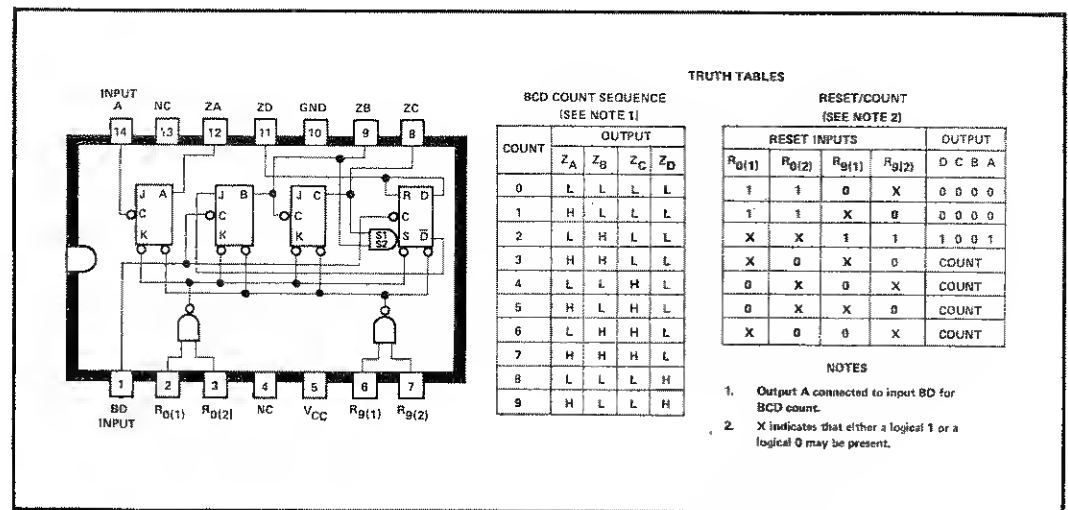 TRUTH TABLES
INPUT
A NC ZA ZD GND ZB ZC
14 13 12 11 10 9 8
J A J B J C R D
C C C C
K K K S D̅
S1
S2
1 2 3 4 5 6 7
BD R0(1) R0(2) NC VCC R9(1) R9(2)
INPUT
BCD COUNT SEQUENCE
(SEE NOTE 1)
COUNT OUTPUT
ZA ZB ZC ZD
0 L L L L
1 H L L L
2 L H L L
3 H H L L
4 L L H L
5 H L H L
6 L H H L
7 H H H L
8 L L L H
9 H L L H
RESET/COUNT
(SEE NOTE 2)
RESET INPUTS OUTPUT
R0(1) R0(2) R9(1) R9(2) D C B A
1 1 0 X 0 0 0 0
1 1 X 0 0 0 0 0
X X 1 1 1 0 0 1
X 0 X 0 COUNT
0 X 0 X COUNT
0 X X 0 COUNT
X 0 0 X COUNT
NOTES
1. Output A connected to input BD for
BCD count.
2. X indicates that either a logical 1 or a
logical 0 may be present.